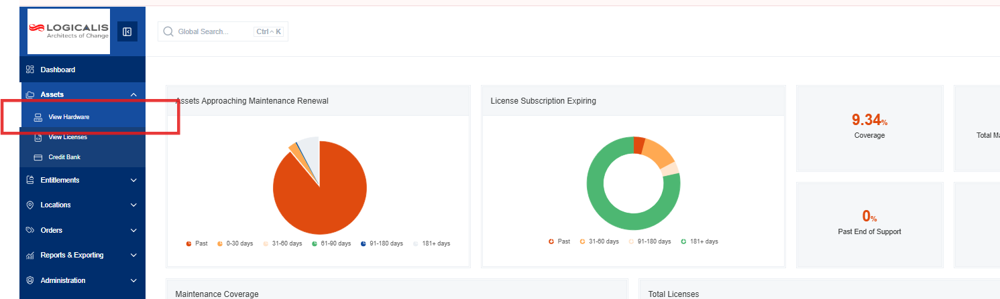 LOGICALIS
Architects of Change
Global Search... Ctrl ^ K
Dashboard
Assets
View Hardware
View Licenses
Credit Bank
Entitlements
Locations
Orders
Reports & Exporting
Administration
Assets Approaching Maintenance Renewal
Past 0-30 days 31-60 days 61-90 days 91-180 days 181+ days
License Subscription Expiring
Past 31-60 days 91-180 days 181+ days
9.34%
Coverage
Total Ma
0%
Past End of Support
Maintenance Coverage
Total Licenses